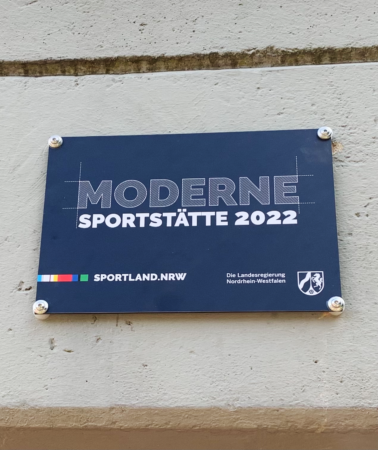 MODERNE
SPORTSTÄTTE 2022
SPORTLAND.NRW
Die Landesregierung
Nordrhein-Westfalen